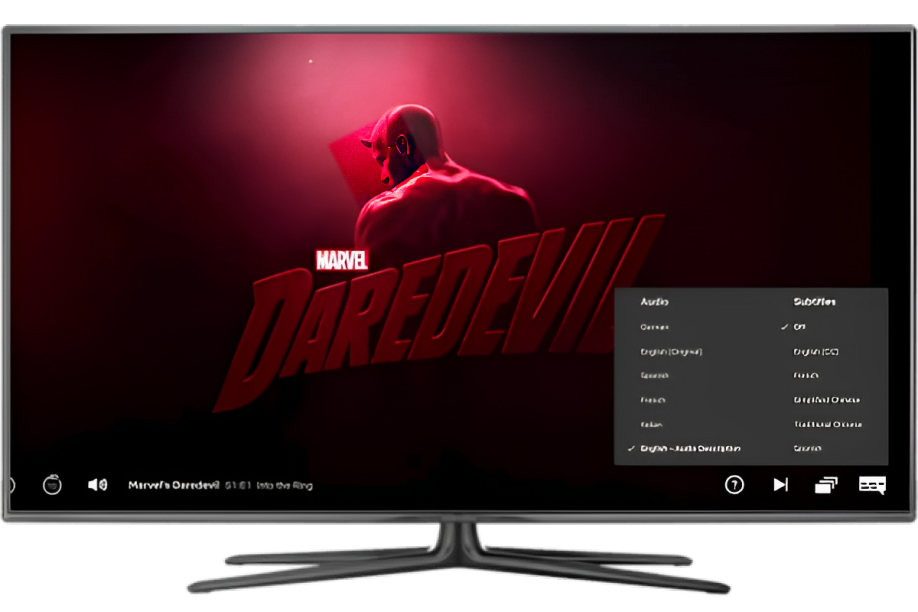 MARVEL
DAREDEVIL
Audio
German
English [Original]
Spanish
French
Italian
✓ English - Audio Description
Subtitles
✓ Off
English [CC]
French
Simplified Chinese
Traditional Chinese
Spanish
Marvel's Daredevil S1:E1 Into the Ring
?